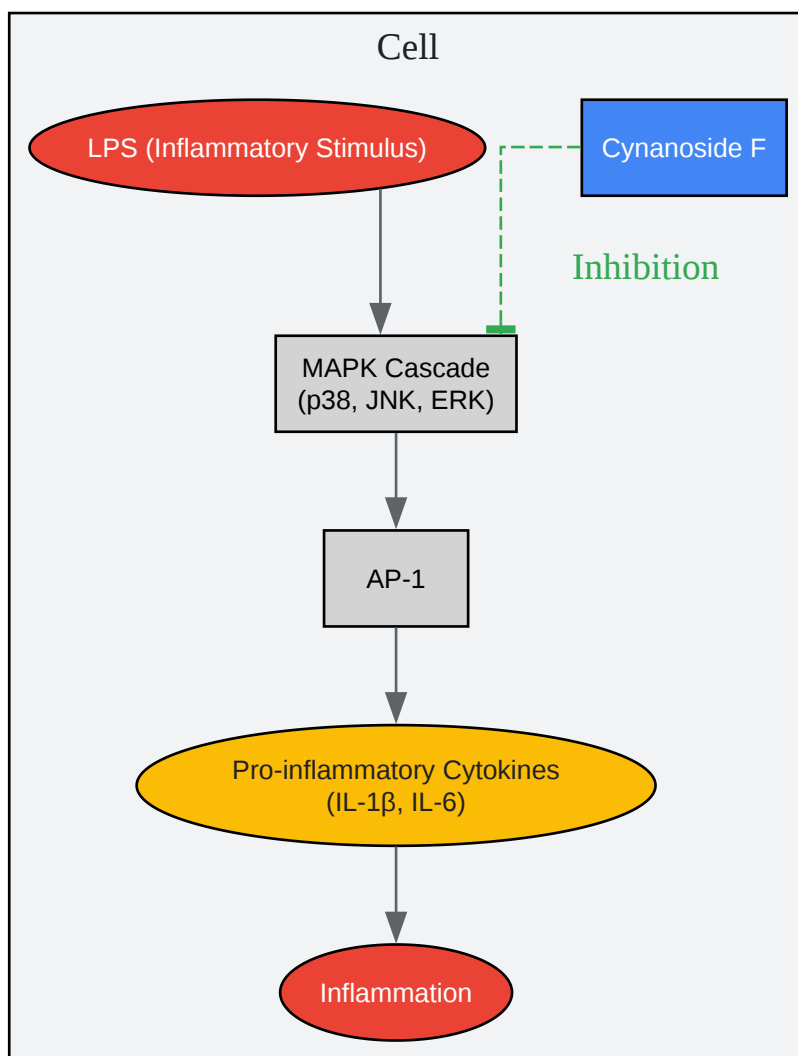 Cell
LPS (Inflammatory Stimulus)
Cynanoside F
Inhibition
MAPK Cascade
(p38, JNK, ERK)
AP-1
Pro-inflammatory Cytokines
(IL-1β, IL-6)
Inflammation